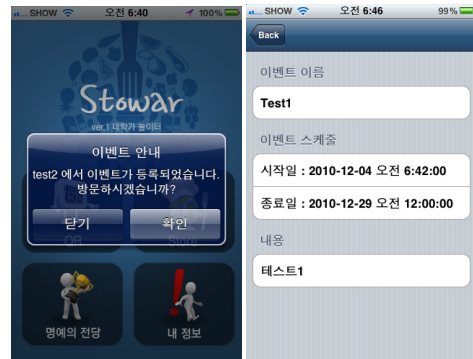 SHOW 오전 6:40 100%
Stowar
ver.1 대학가 놀이터
이벤트 안내
test2 에서 이벤트가 등록되었습니다.
방문하시겠습니까?
닫기 확인
QR Store
명예의 전당 내 정보
SHOW 오전 6:46 99%
Back
이벤트 이름
Test1
이벤트 스케줄
시작일 : 2010-12-04 오전 6:42:00
종료일 : 2010-12-29 오전 12:00:00
내용
테스트1